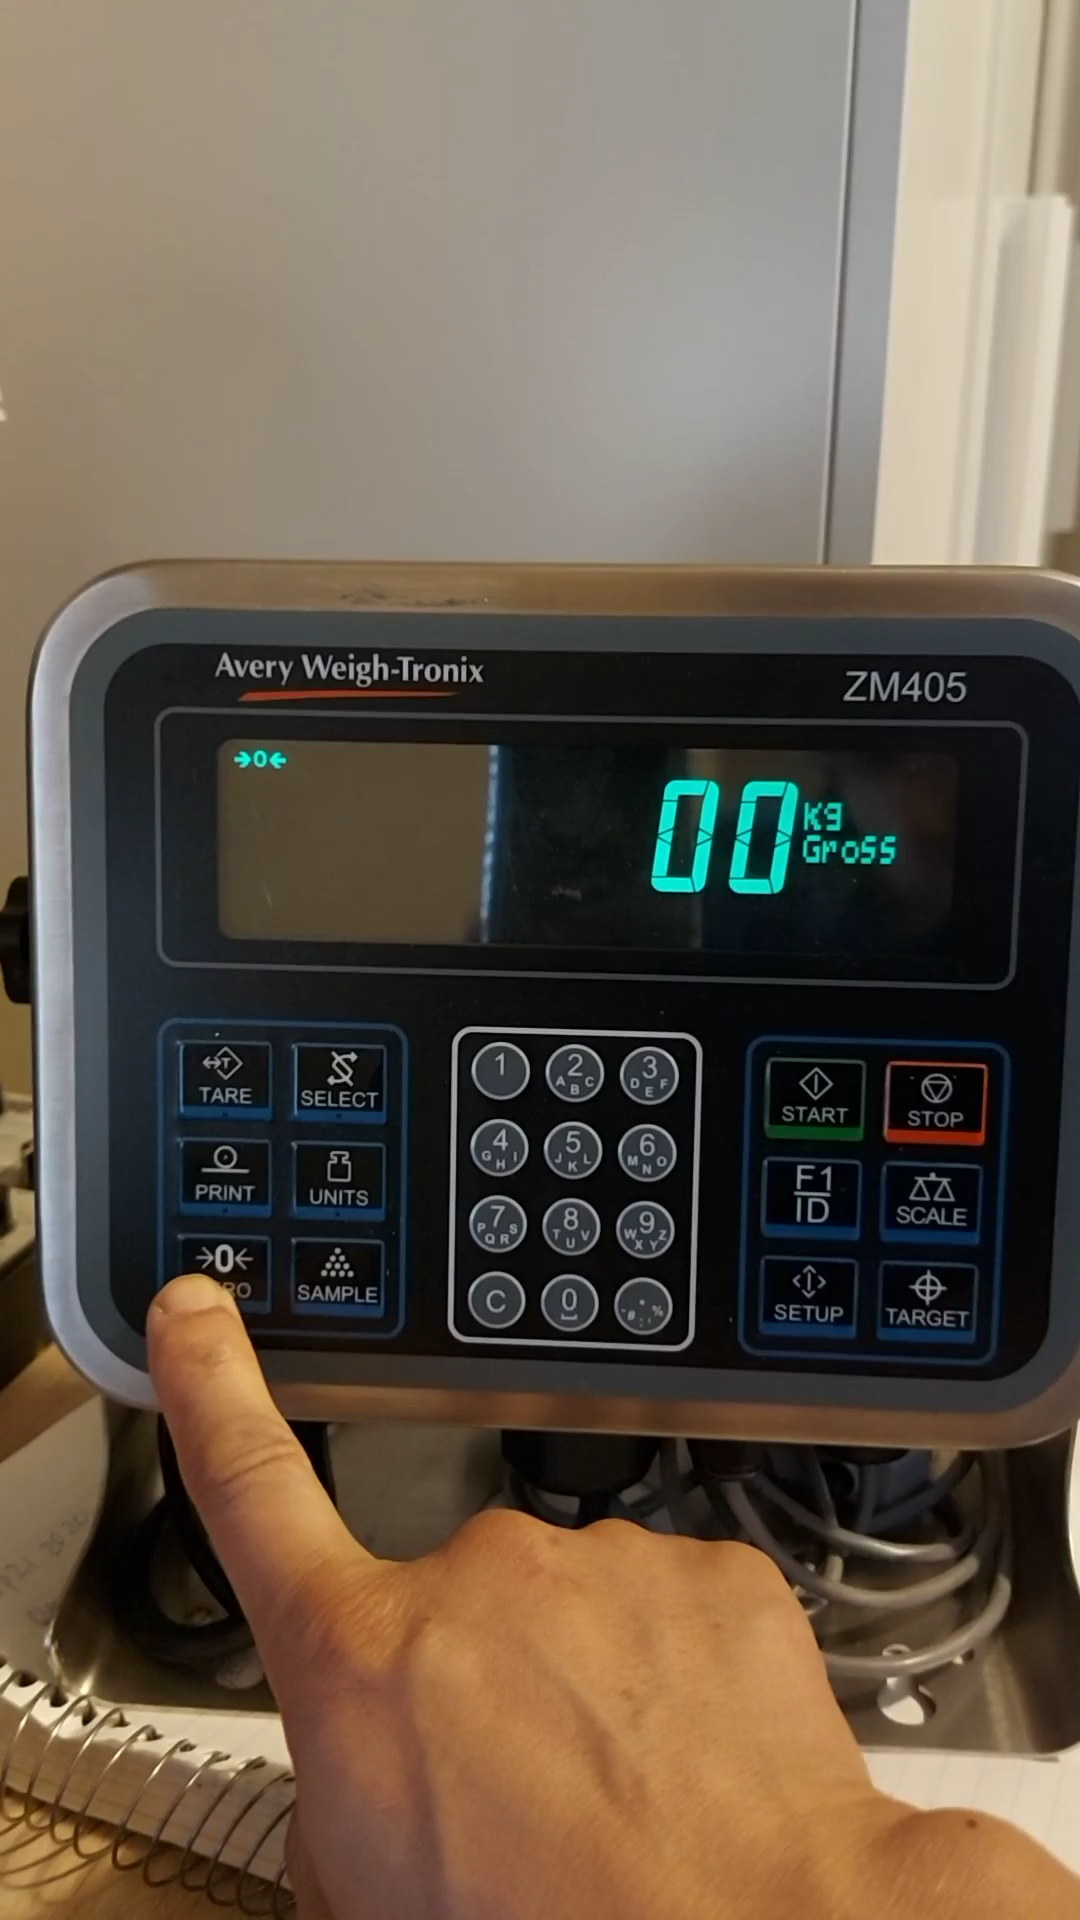 Avery Weigh-Tronix
ZM405
→0←
00 kg
Gross
T
TARE
SELECT
PRINT
UNITS
→0←
RO
SAMPLE
1
2
ABC
3
DEF
4
GHI
5
JKL
6
MNO
7
PQRS
8
TUV
9
WXYZ
C
0
START
STOP
F1
ID
SCALE
SETUP
TARGET